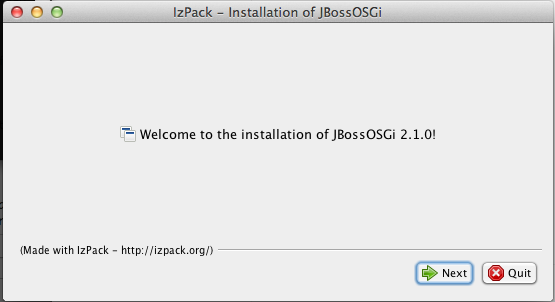 IzPack - Installation of JBossOSGi
Welcome to the installation of JBossOSGi 2.1.0!
(Made with IzPack - http://izpack.org/)
Next
Quit